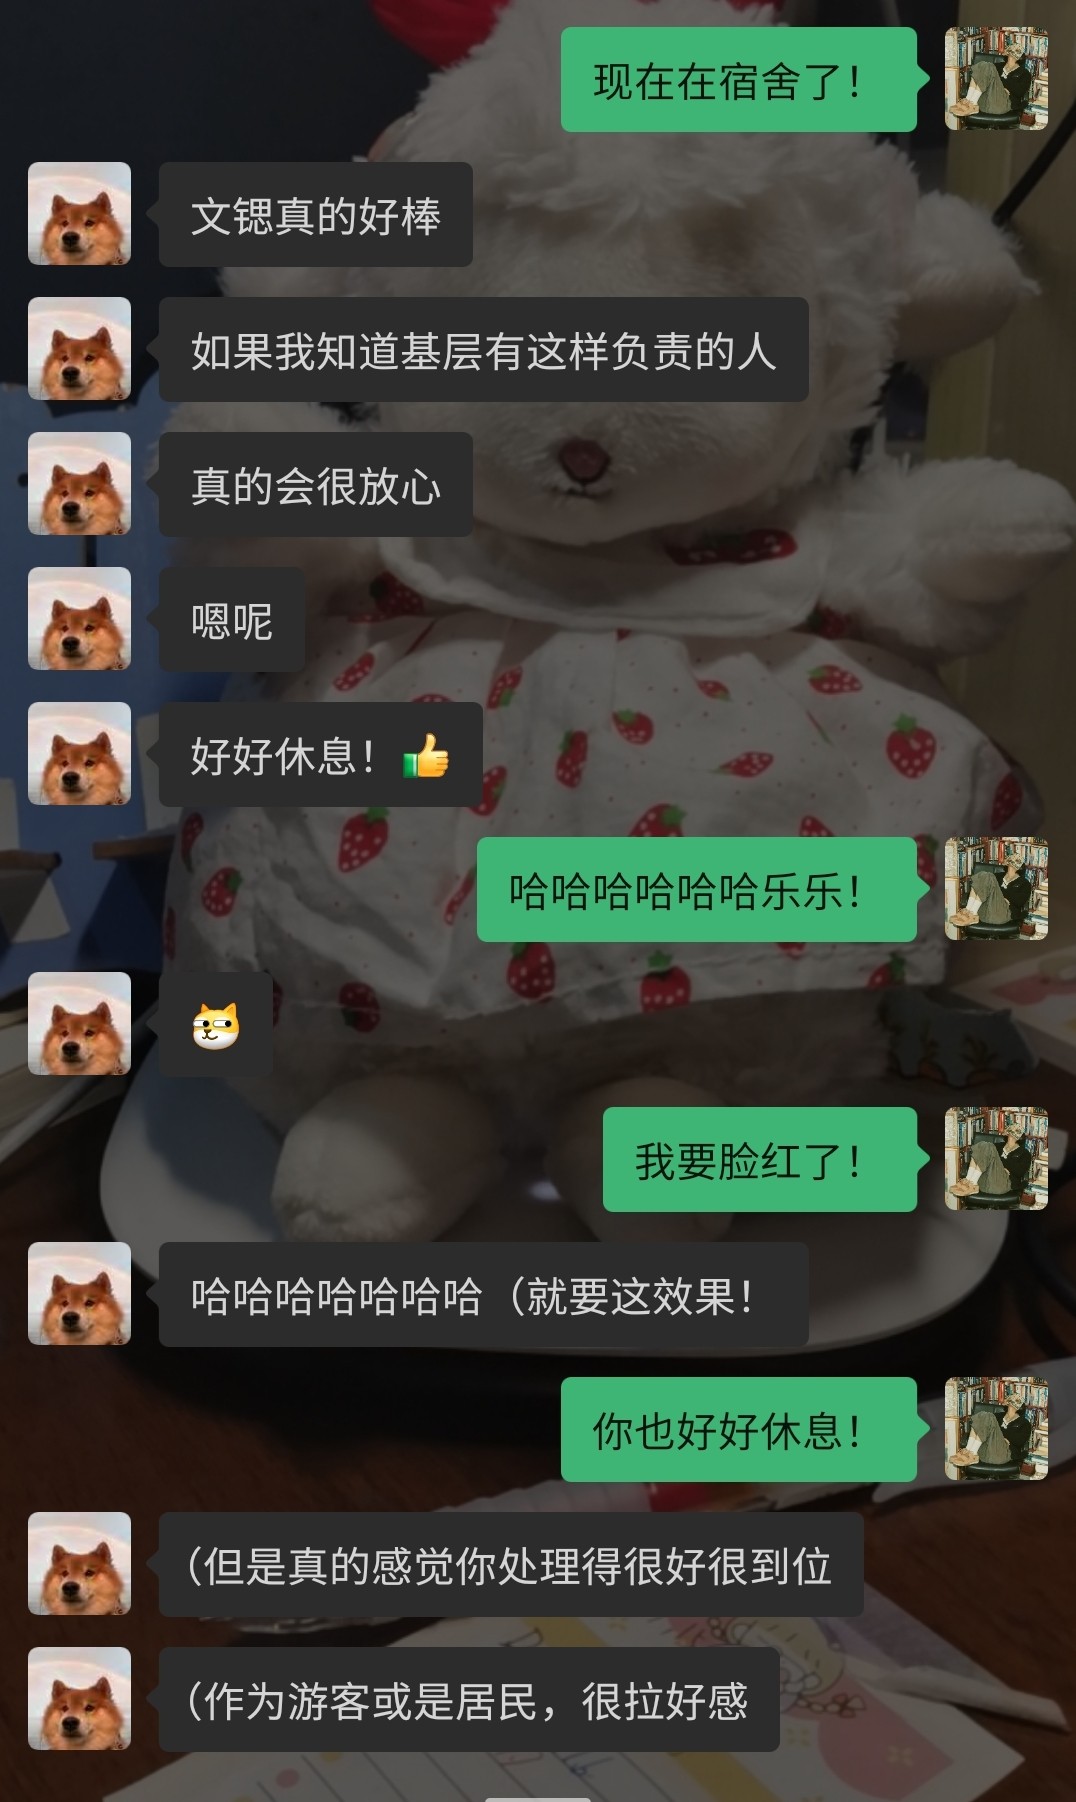 现在在宿舍了！
文锶真的好棒
如果我知道基层有这样负责的人
真的会很放心
嗯呢
好好休息！👍
哈哈哈哈哈哈乐乐！
我要脸红了！
哈哈哈哈哈哈哈（就要这效果！
你也好好休息！
（但是真的感觉你处理得很好很到位
（作为游客或是居民，很拉好感